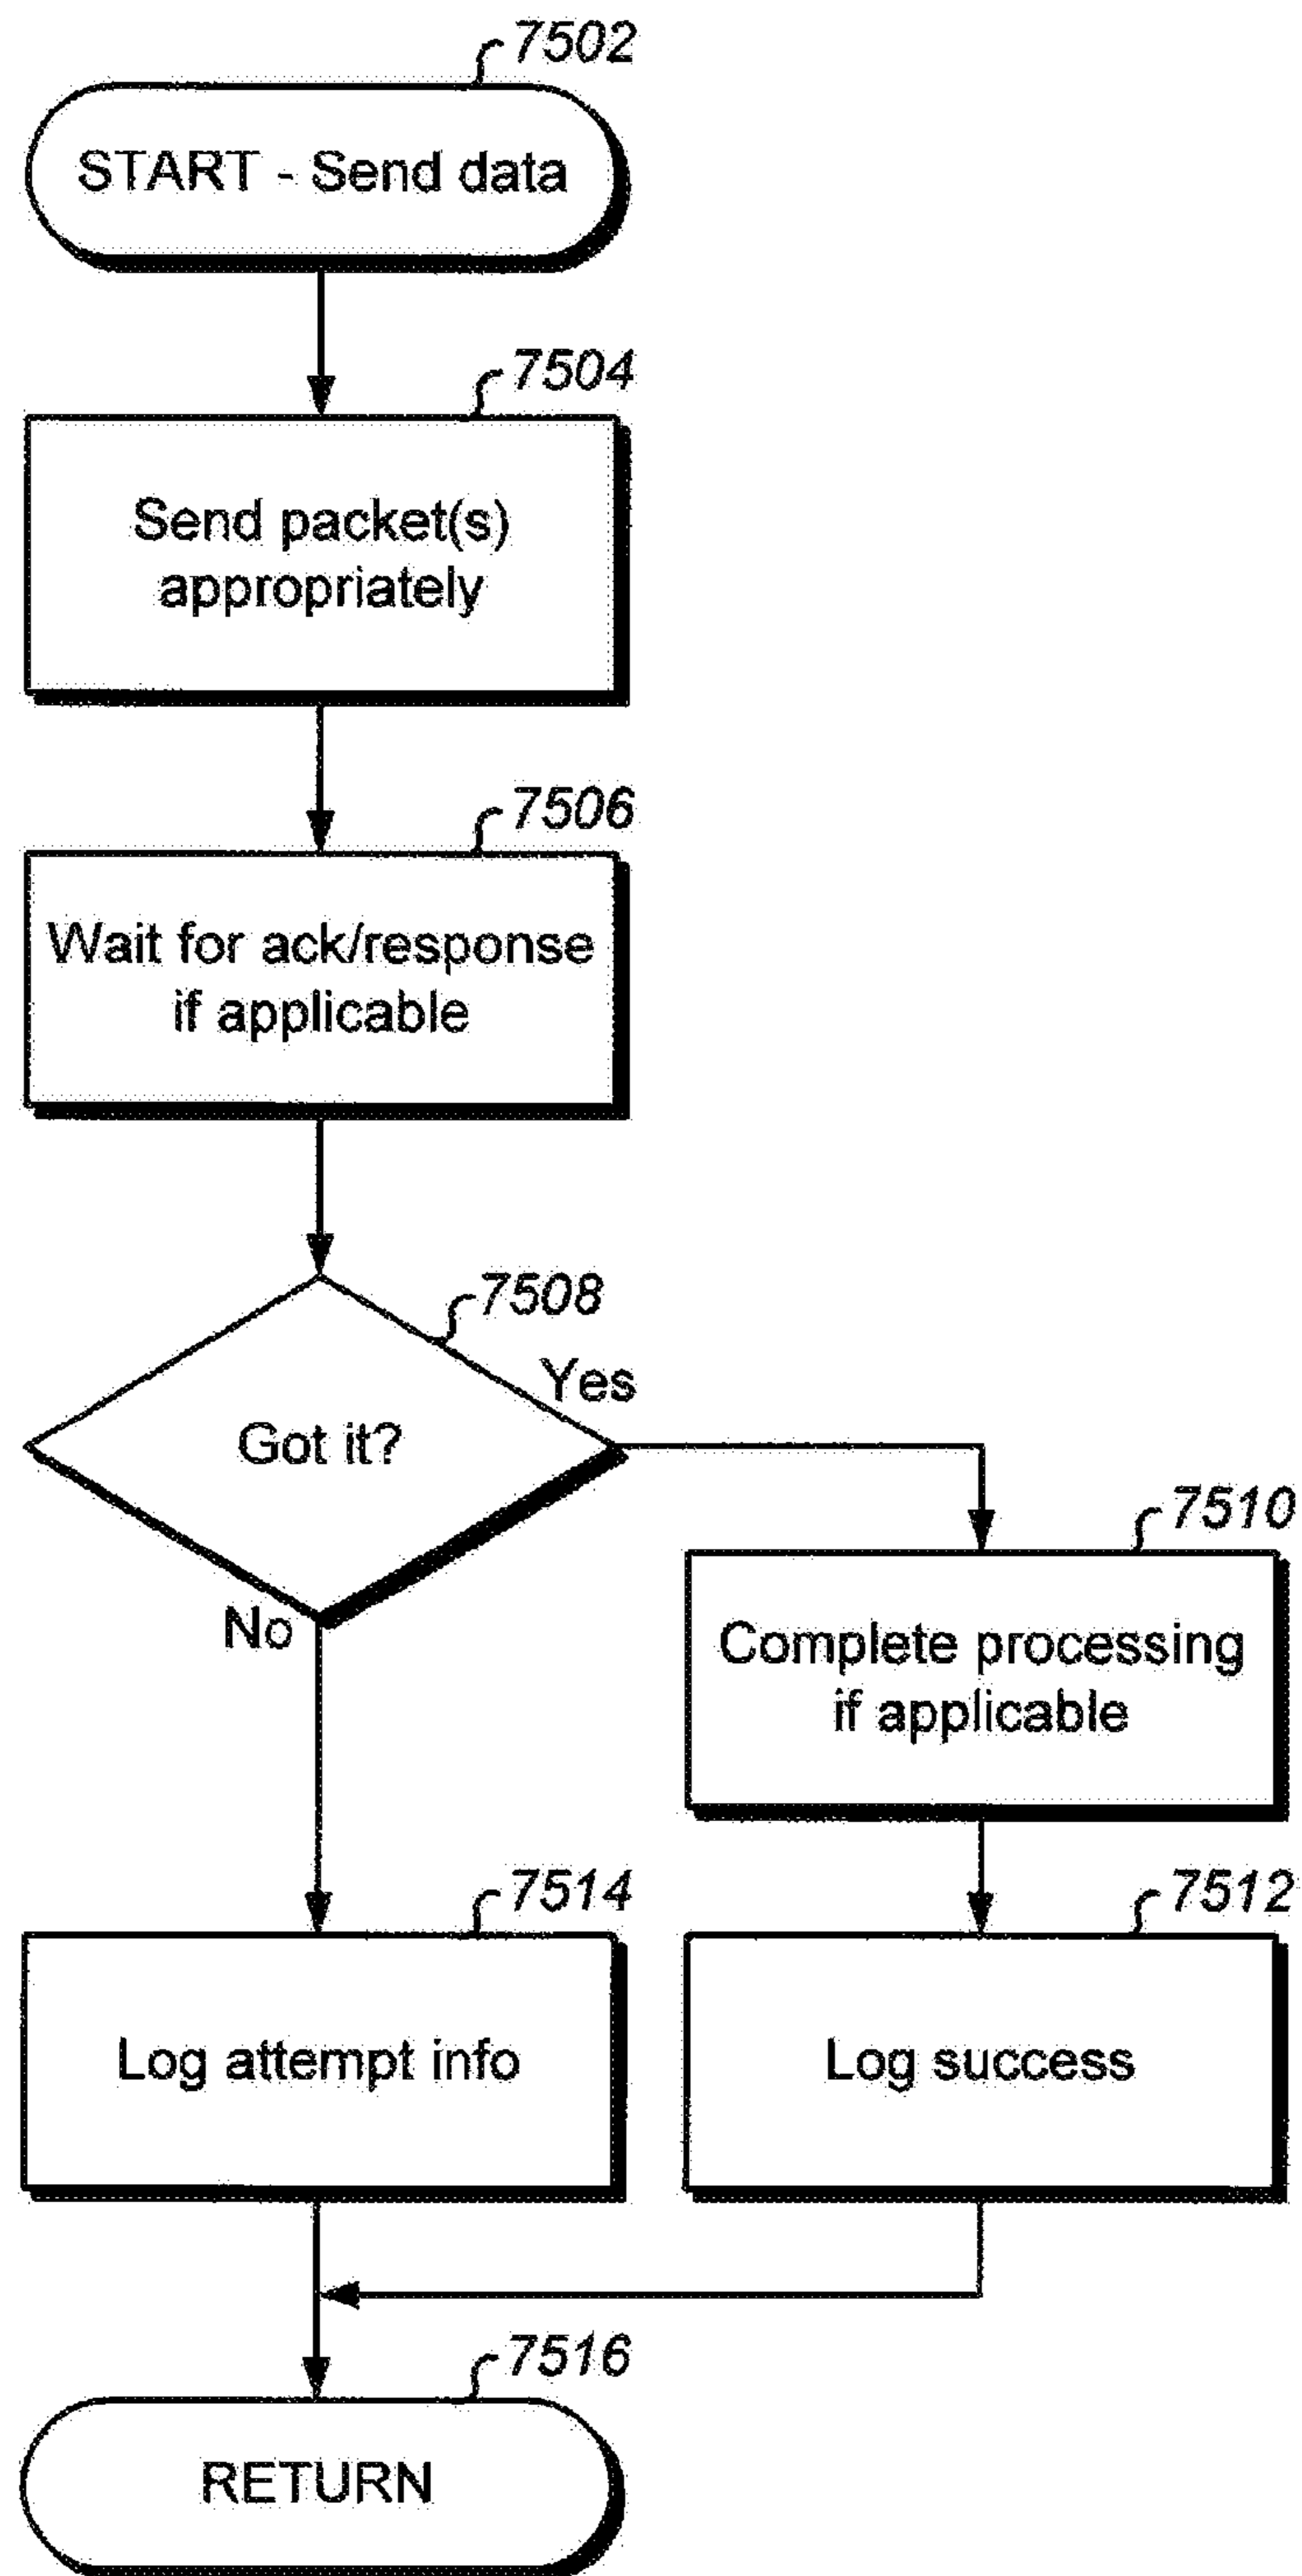 7502
START - Send data
7504
Send packet(s)
appropriately
7506
Wait for ack/response
if applicable
7508
Yes
Got it?
No
7510
Complete processing
if applicable
7514
Log attempt info
7512
Log success
7516
RETURN